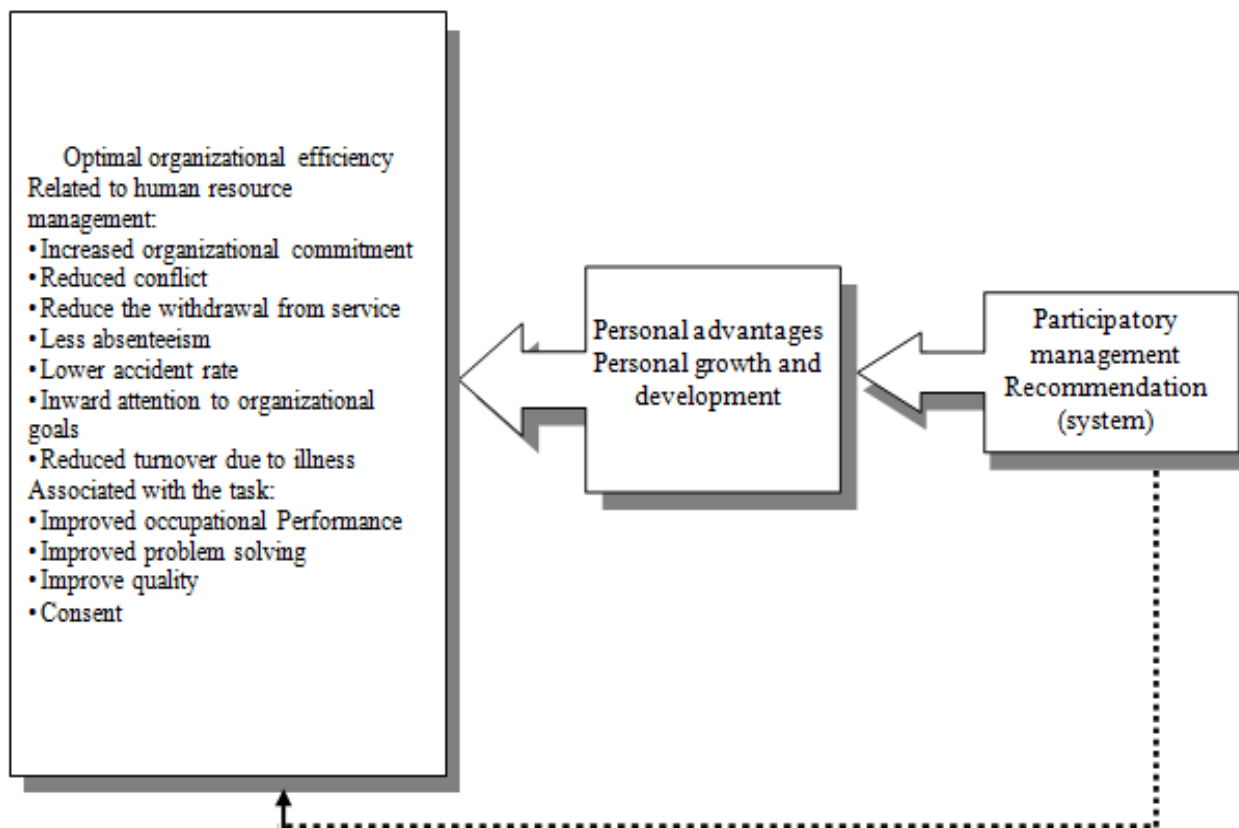 Optimal organizational efficiency
Related to human resource
management:
•Increased organizational commitment
•Reduced conflict
•Reduce the withdrawal from service
•Less absenteeism
•Lower accident rate
•Inward attention to organizational
goals
•Reduced turnover due to illness
Associated with the task:
•Improved occupational Performance
•Improved problem solving
•Improve quality
•Consent
Personal advantages
Personal growth and
development
Participatory
management
Recommendation
(system)